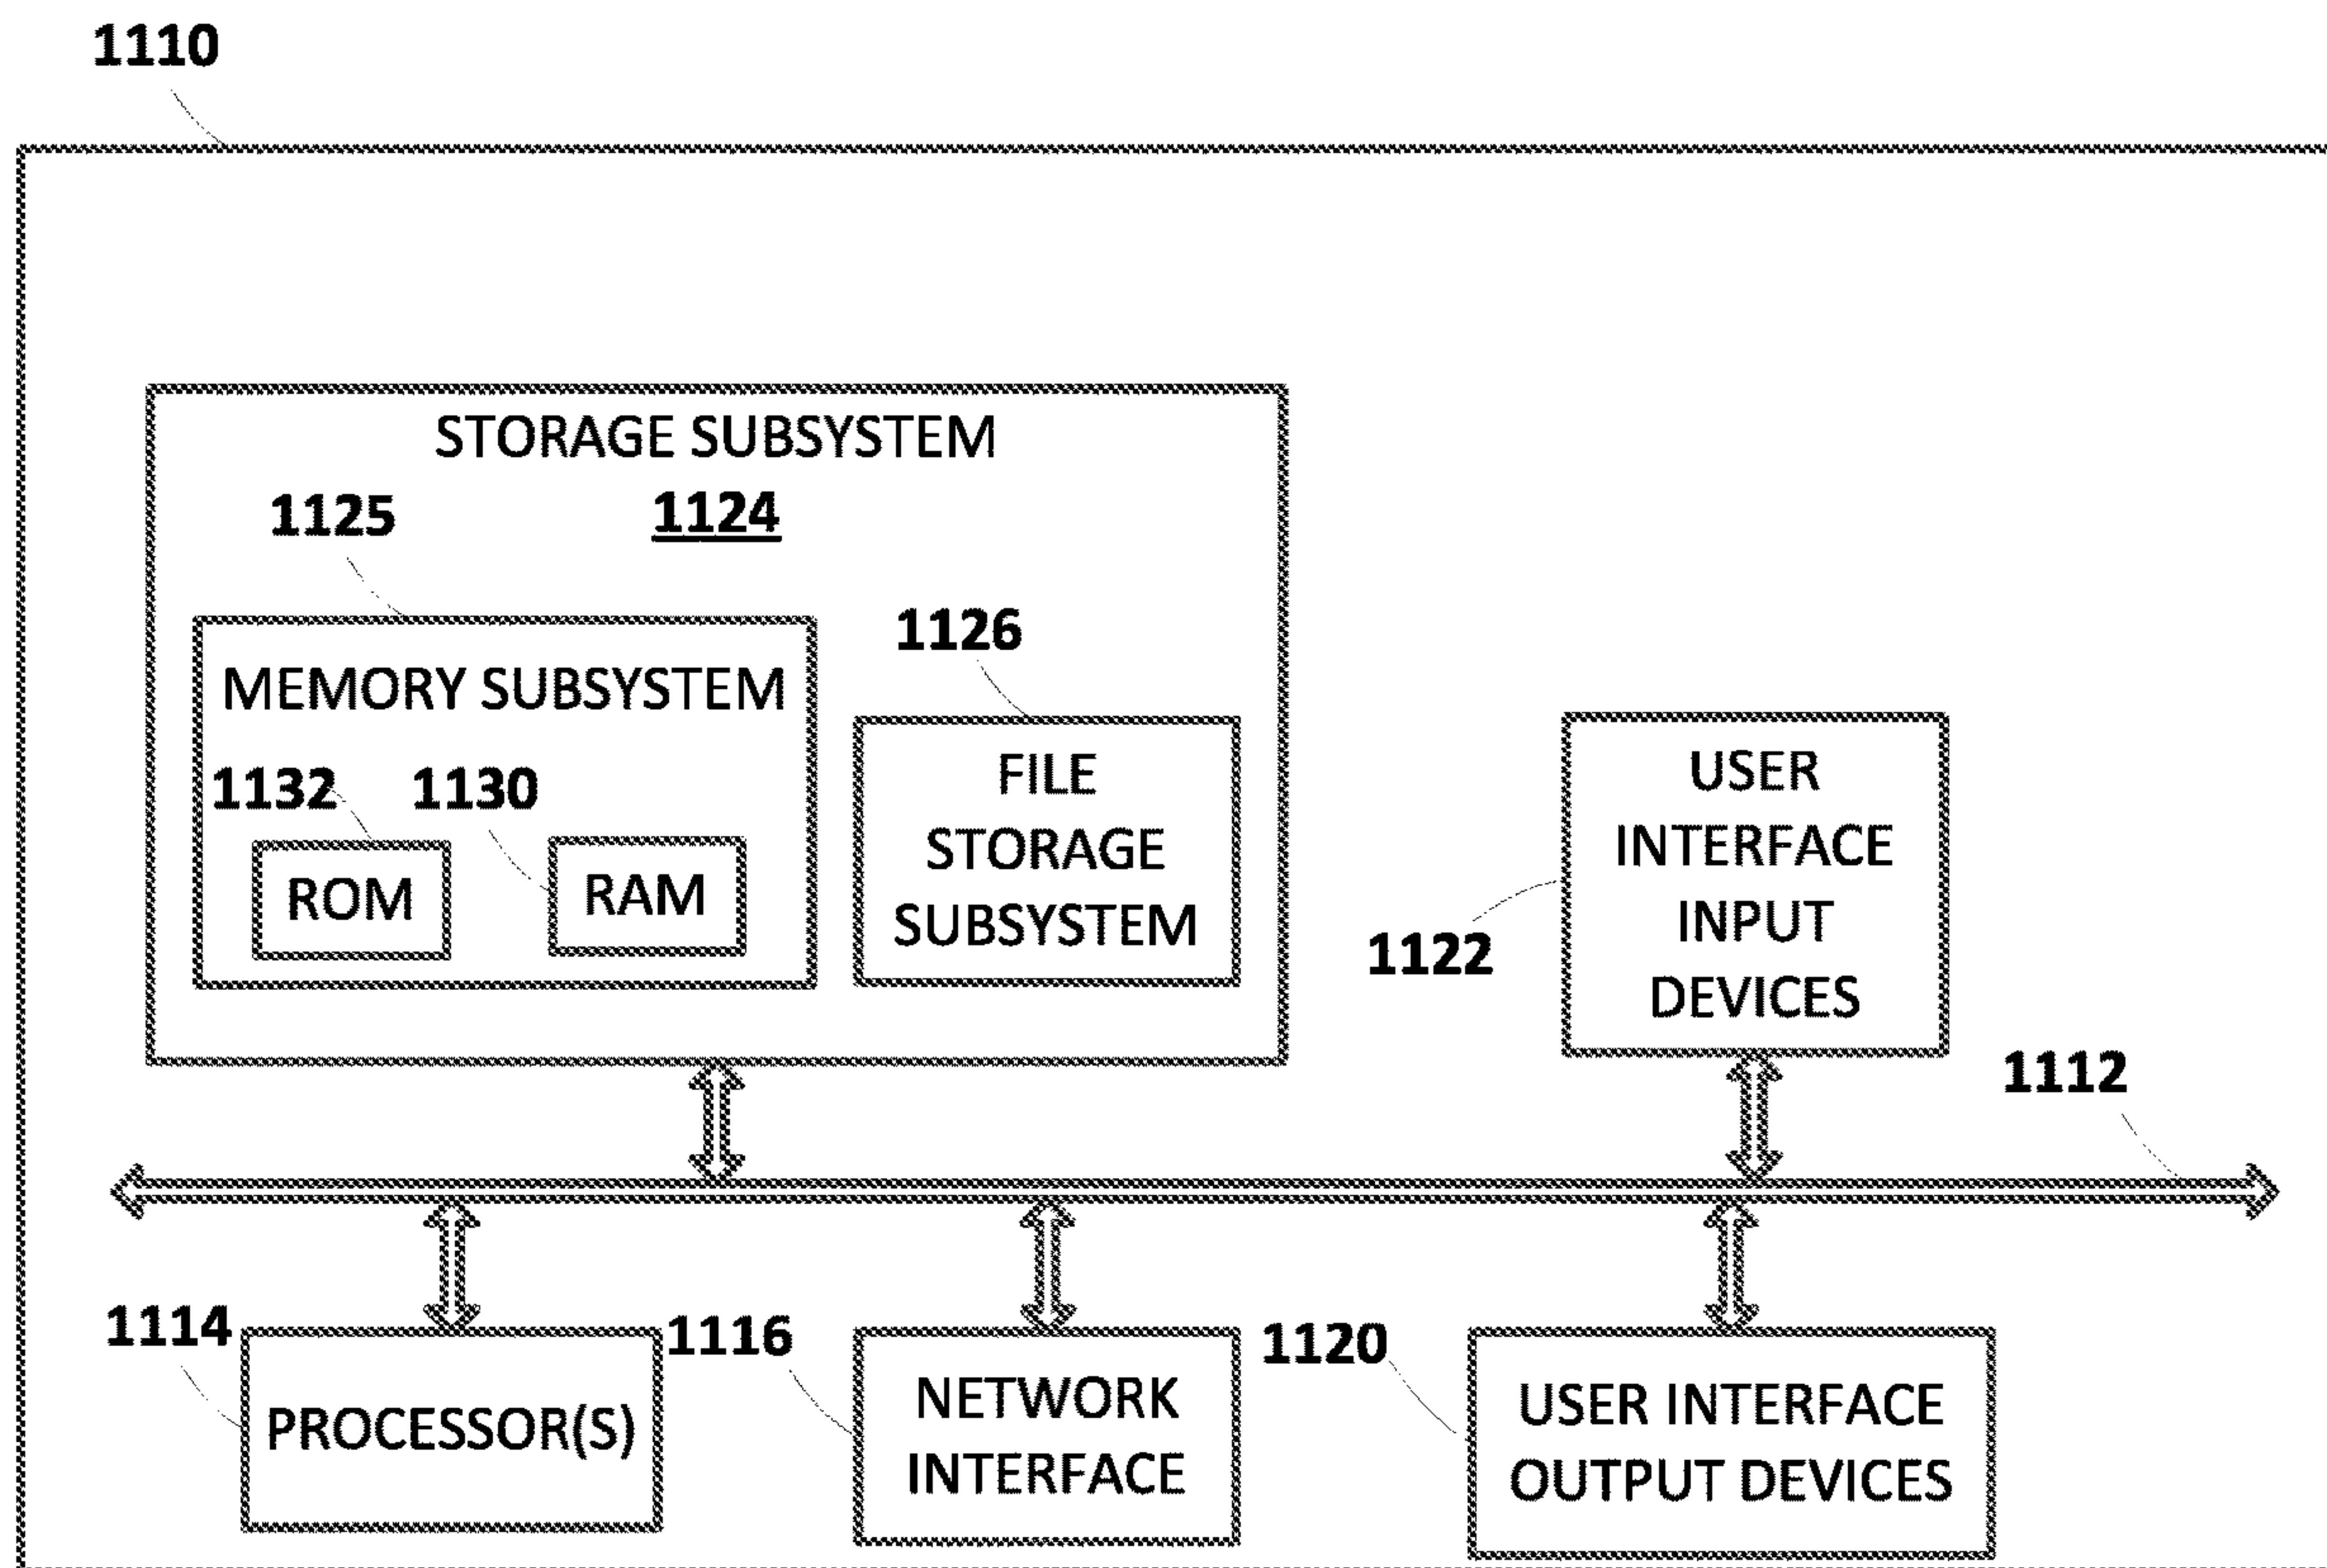 1110
STORAGE SUBSYSTEM
1125
1124
1126
MEMORY SUBSYSTEM
1132
1130
ROM
RAM
FILE
STORAGE
SUBSYSTEM
USER
INTERFACE
INPUT
DEVICES
1122
1112
1114
PROCESSOR(S)
1116
NETWORK
INTERFACE
1120
USER INTERFACE
OUTPUT DEVICES